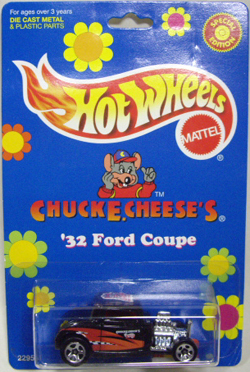 For ages over 3 years
DIE CAST METAL
& PLASTIC PARTS
SPECIAL
EDITION
Hot Wheels
MATTEL
®
TM
CHUCK E. CHEESE'S®
'32 Ford Coupe